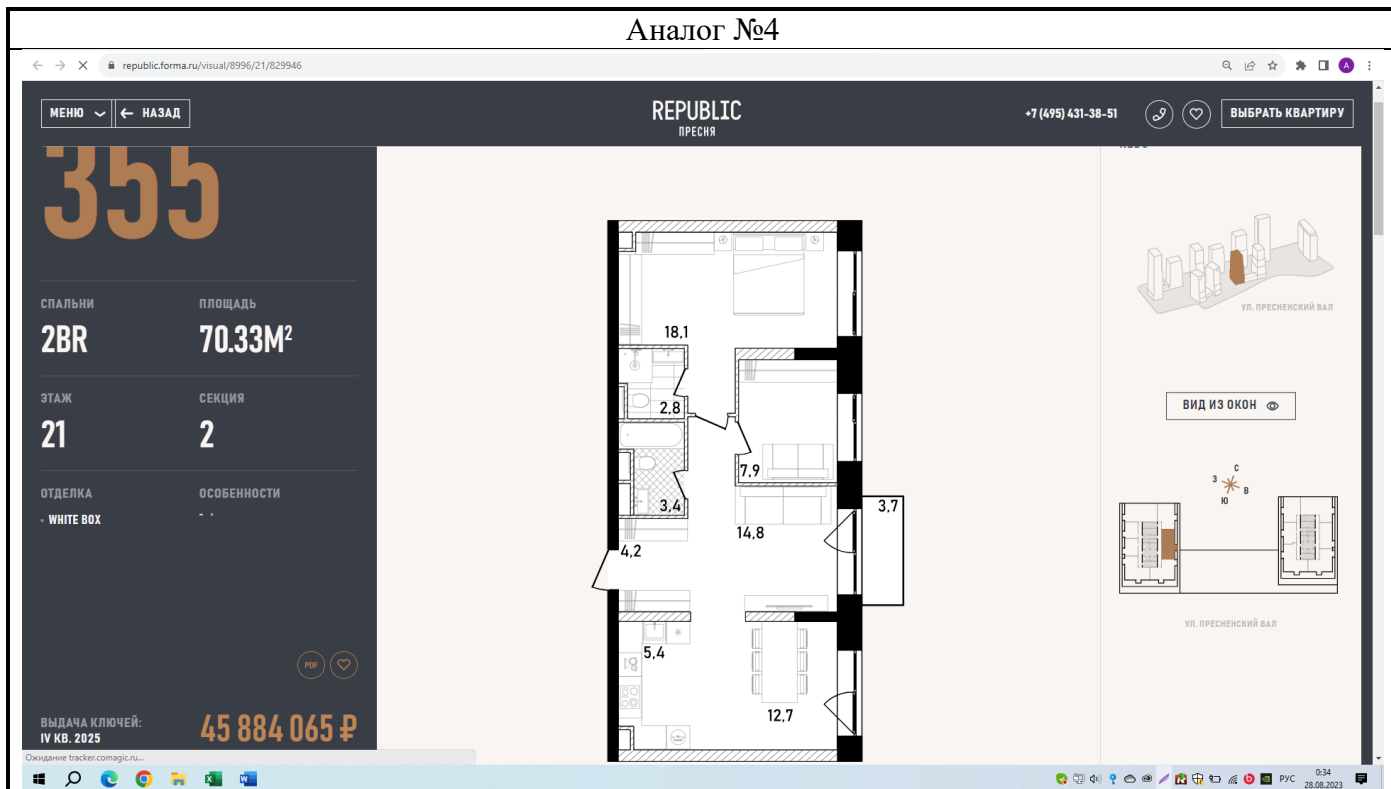 Аналог №4
republic.forma.ru/visual/8996/21/829946
A
МЕНЮ
НАЗАД
REPUBLIC
ПРЕСНЯ
+7 (495) 431-38-51
ВЫБРАТЬ КВАРТИРУ
355
СПАЛЬНИ
ПЛОЩАДЬ
2BR
70.33М²
ЭТАЖ
СЕКЦИЯ
21
2
ОТДЕЛКА
ОСОБЕННОСТИ
WHITE BOX
PDF
ВЫДАЧА КЛЮЧЕЙ:
IV КВ. 2025
45 884 065 ₽
18,1
2,8
7,9
3,4
3,7
14,8
4,2
5,4
12,7
УЛ. ПРЕСНЕНСКИЙ ВАЛ
ВИД ИЗ ОКОН
С
З
В
Ю
УЛ. ПРЕСНЕНСКИЙ ВАЛ
Ожидание tracker.comagic.ru...
РУС
0:34
28.08.2023